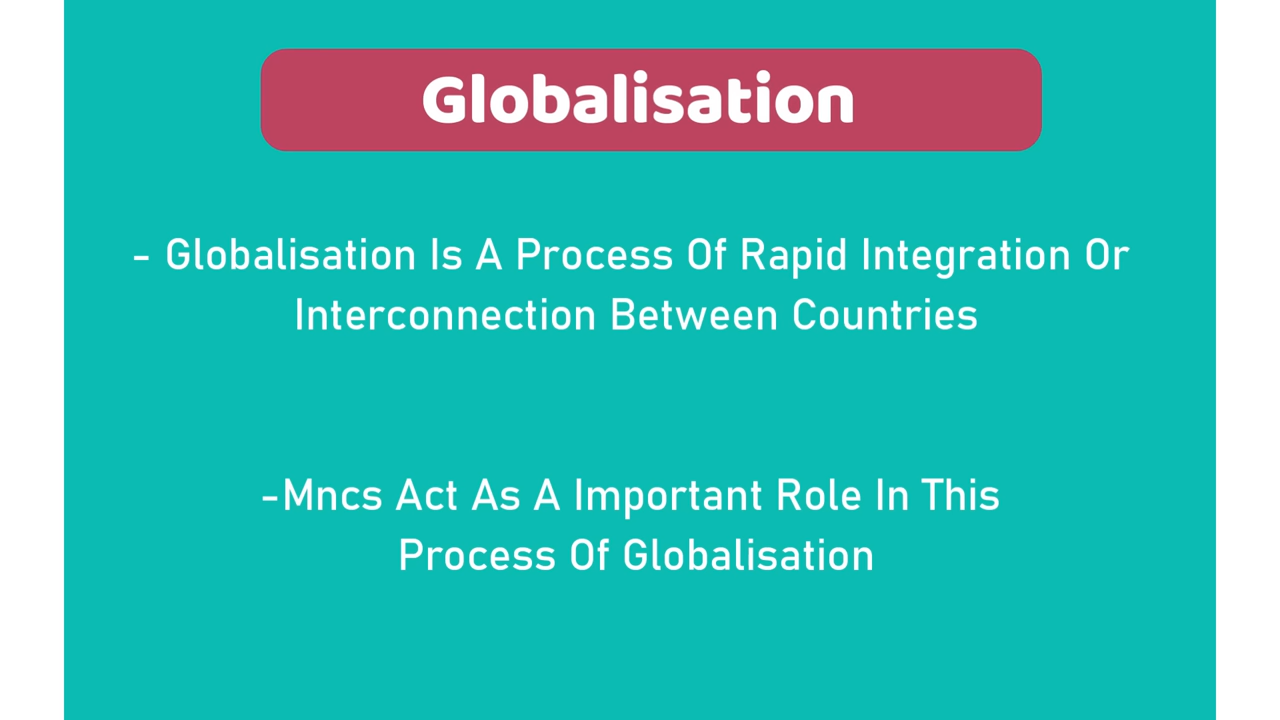 Globalisation
- Globalisation Is A Process Of Rapid Integration Or
Interconnection Between Countries
-Mncs Act As A Important Role In This
Process Of Globalisation